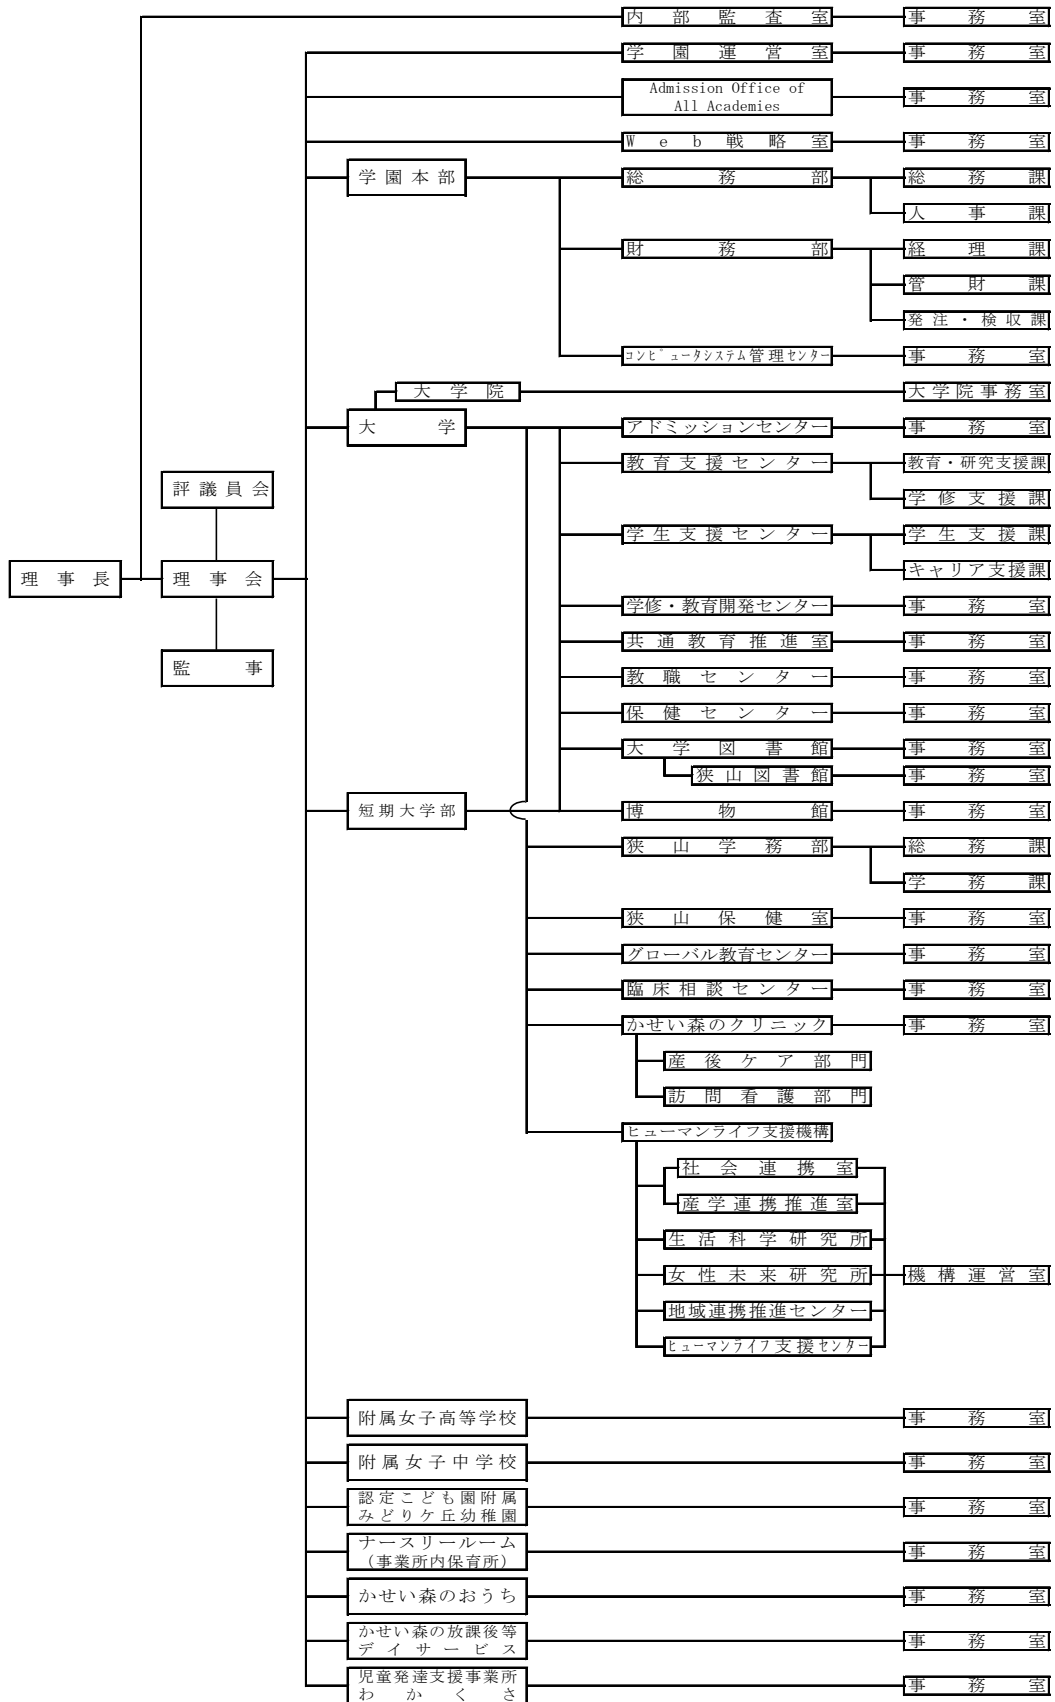 内部監査室 事務室
学園運営室 事務室
Admission Office of
All Academies
事務室
Web戦略室 事務室
学園本部 総務部 総務課
人事課
財務部 経理課
管財課
発注・検収課
コンピュータシステム管理センター 事務室
大学院 大学院事務室
大学 アドミッションセンター 事務室
教育支援センター 教育・研究支援課
学修支援課
評議員会
学生支援センター 学生支援課
キャリア支援課
理事長 理事会
学修・教育開発センター 事務室
共通教育推進室 事務室
監事
教職センター 事務室
保健センター 事務室
大学図書館 事務室
狭山図書館 事務室
短期大学部 博物館 事務室
狭山学務部 総務課
学務課
狭山保健室 事務室
グローバル教育センター 事務室
臨床相談センター 事務室
かせい森のクリニック 事務室
産後ケア部門
訪問看護部門
ヒューマンライフ支援機構
社会連携室
産学連携推進室
生活科学研究所
女性未来研究所 機構運営室
地域連携推進センター
ヒューマンライフ支援センター
附属女子高等学校 事務室
附属女子中学校 事務室
認定こども園附属
みどりケ丘幼稚園
事務室
ナースリールーム
(事業所内保育所)
事務室
かせい森のおうち 事務室
かせい森の放課後等
デイサービス
事務室
児童発達支援事業所
わかくさ
事務室